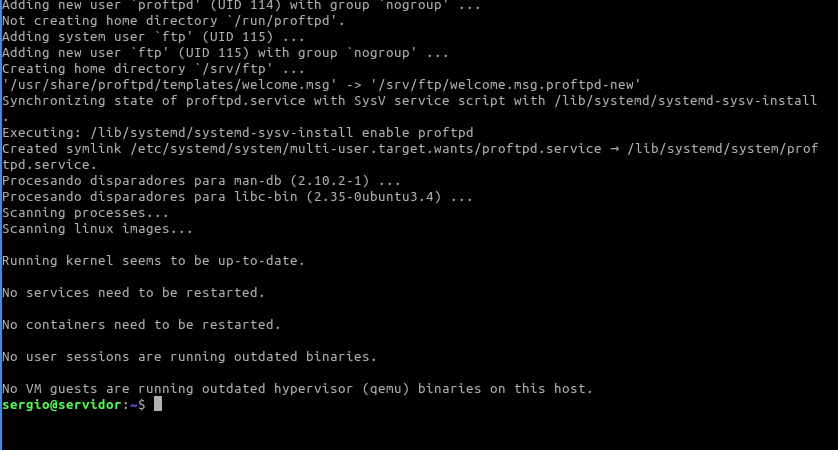 Adding new user `proftpd' (UID 114) with group `nogroup' ...
Not creating home directory `/run/proftpd'.
Adding system user `ftp' (UID 115) ...
Adding new user `ftp' (UID 115) with group `nogroup' ...
Creating home directory `/srv/ftp' ...
'/usr/share/proftpd/templates/welcome.msg' -> '/srv/ftp/welcome.msg.proftpd-new'
Synchronizing state of proftpd.service with SysV service script with /lib/systemd/systemd-sysv-install
.
Executing: /lib/systemd/systemd-sysv-install enable proftpd
Created symlink /etc/systemd/system/multi-user.target.wants/proftpd.service → /lib/systemd/system/prof
tpd.service.
Procesando disparadores para man-db (2.10.2-1) ...
Procesando disparadores para libc-bin (2.35-0ubuntu3.4) ...
Scanning processes...
Scanning linux images...
Running kernel seems to be up-to-date.
No services need to be restarted.
No containers need to be restarted.
No user sessions are running outdated binaries.
No VM guests are running outdated hypervisor (qemu) binaries on this host.
sergio@servidor:~$